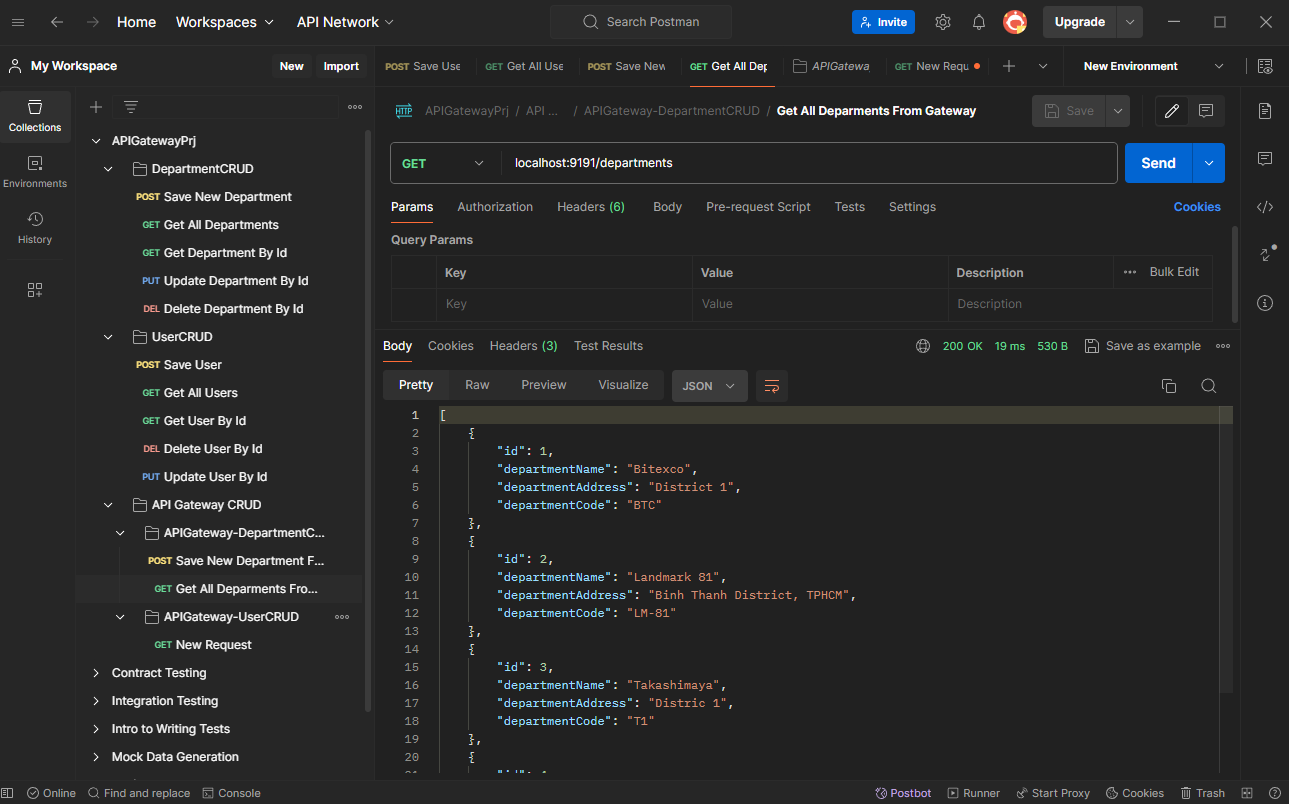 Home Workspaces API Network Search Postman Invite Upgrade
My Workspace New Import POST Save Use GET Get All Use POST Save New GET Get All Dep APIGatewa GET New Requ New Environment
Collections
Environments
History
APIGatewayPrj
DepartmentCRUD
POST Save New Department
GET Get All Departments
GET Get Department By Id
PUT Update Department By Id
DEL Delete Department By Id
UserCRUD
POST Save User
GET Get All Users
GET Get User By Id
DEL Delete User By Id
PUT Update User By Id
API Gateway CRUD
APIGateway-DepartmentC...
POST Save New Department F...
GET Get All Deparments Fro...
APIGateway-UserCRUD
GET New Request
Contract Testing
Integration Testing
Intro to Writing Tests
Mock Data Generation
HTTP APIGatewayPrj / API ... / APIGateway-DepartmentCRUD / Get All Deparments From Gateway Save
GET localhost:9191/departments Send
Params Authorization Headers (6) Body Pre-request Script Tests Settings Cookies
Query Params
Key Value Description Bulk Edit
Key Value Description
Body Cookies Headers (3) Test Results 200 OK 19 ms 530 B Save as example
Pretty Raw Preview Visualize JSON
1 [
2 {
3 "id": 1,
4 "departmentName": "Bitexco",
5 "departmentAddress": "District 1",
6 "departmentCode": "BTC"
7 },
8 {
9 "id": 2,
10 "departmentName": "Landmark 81",
11 "departmentAddress": "Binh Thanh District, TPHCM",
12 "departmentCode": "LM-81"
13 },
14 {
15 "id": 3,
16 "departmentName": "Takashimaya",
17 "departmentAddress": "Distric 1",
18 "departmentCode": "T1"
19 },
20 {
Online Find and replace Console Postbot Runner Start Proxy Cookies Trash